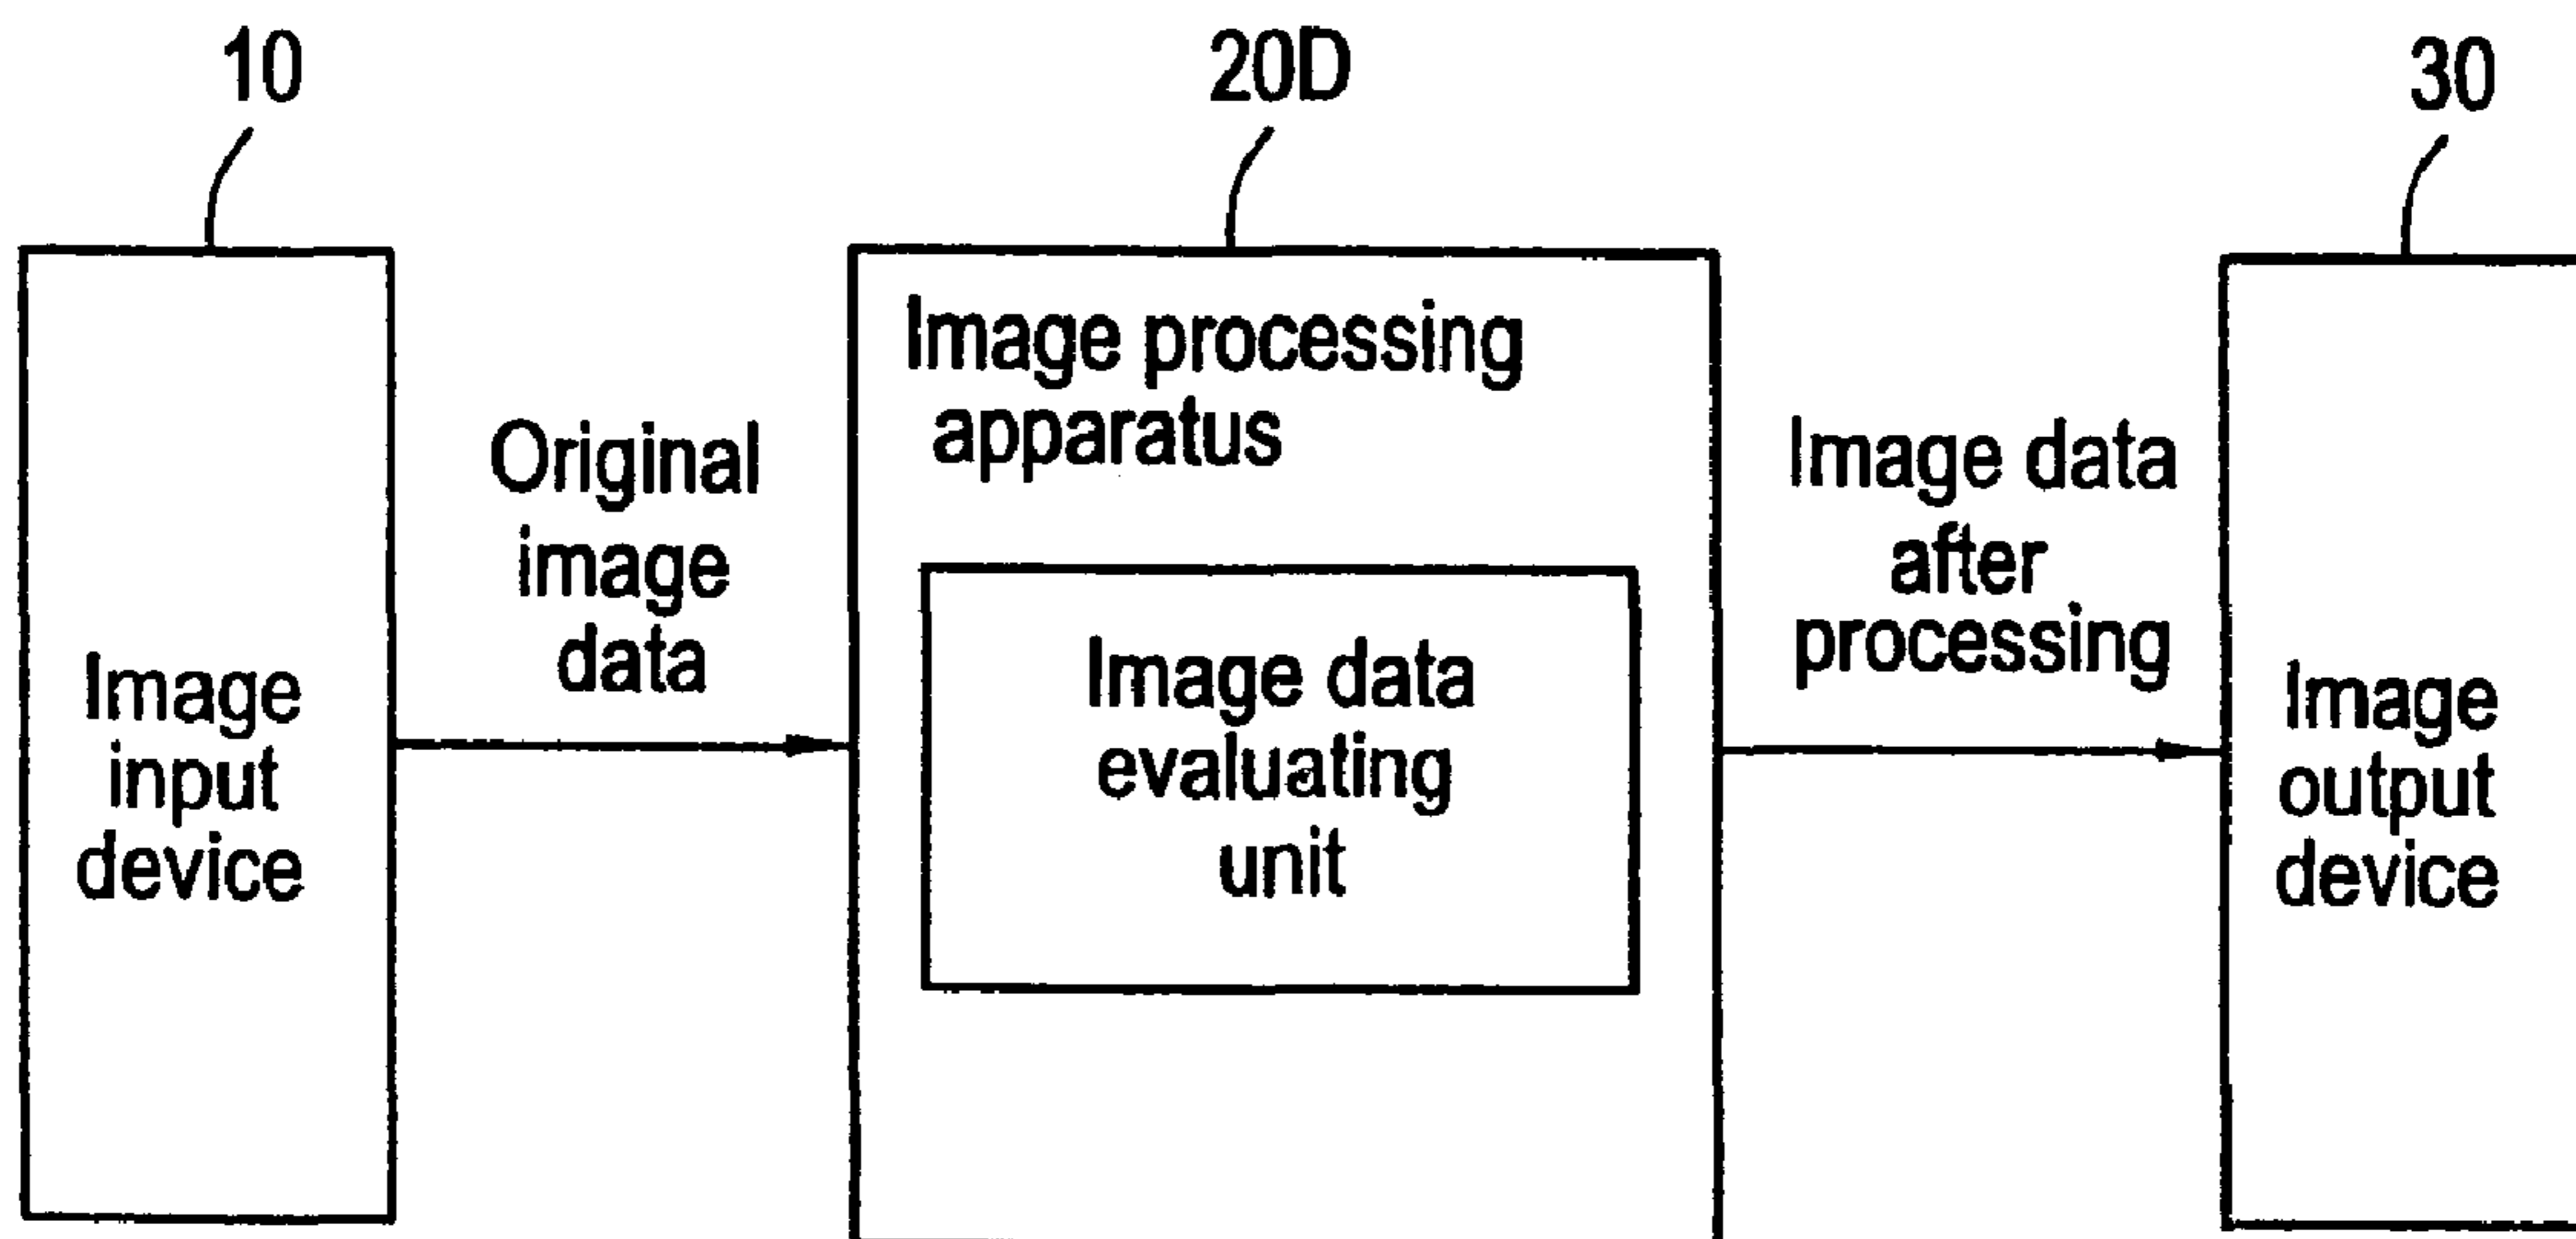 10
20D
30
Image processing
apparatus
Original
image
data
Image data
after
processing
Image
input
device
Image data
evaluating
unit
Image
output
device